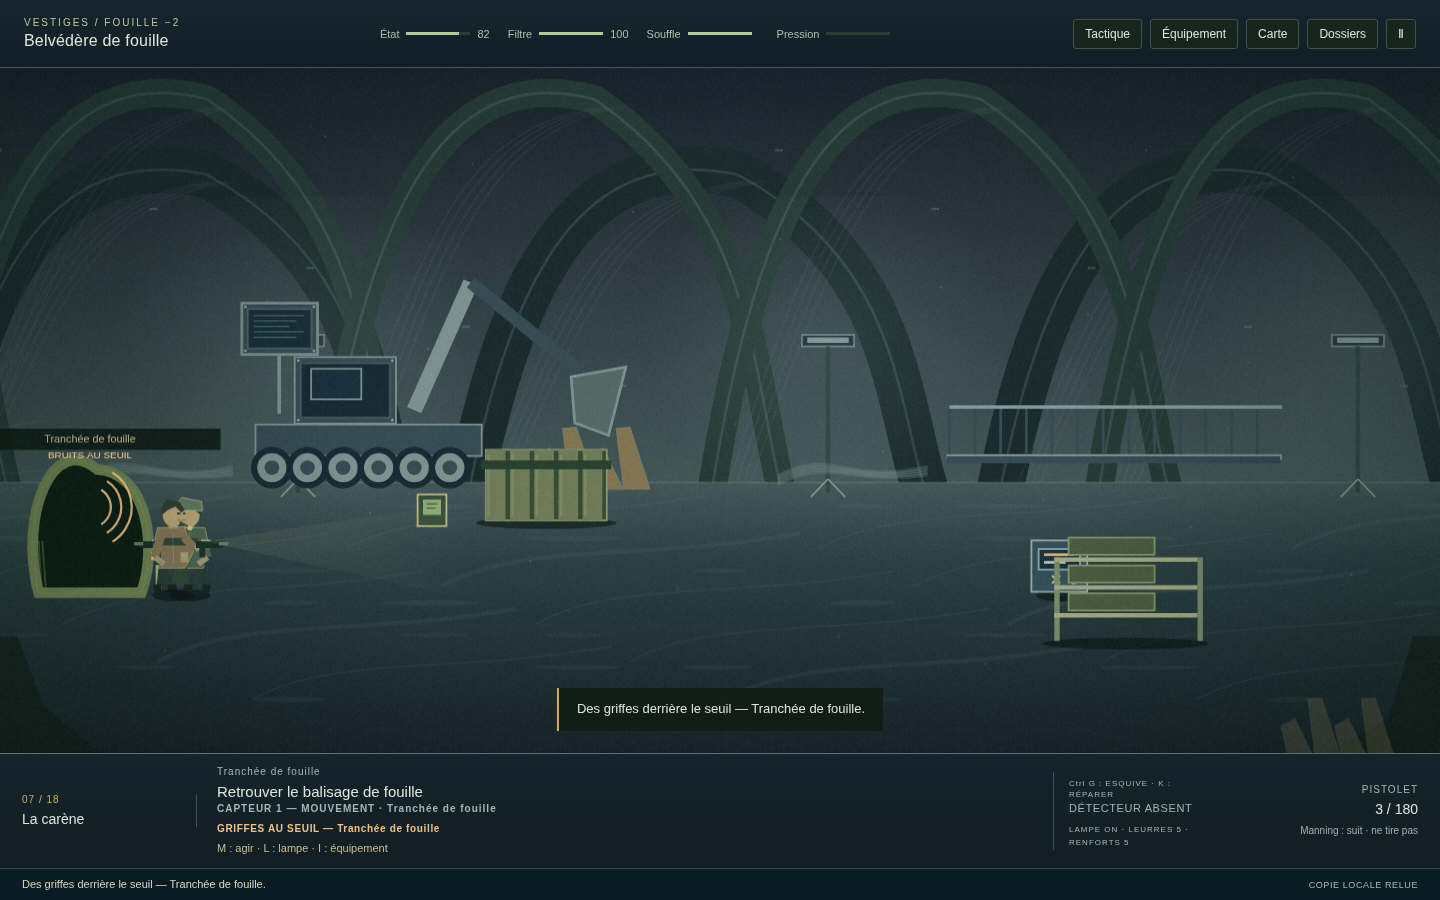 VESTIGES / FOUILLE −2
Belvédère de fouille
État 82 Filtre 100 Souffle Pression
Tactique Équipement Carte Dossiers Ⅱ
Tranchée de fouille
BRUITS AU SEUIL
Des griffes derrière le seuil — Tranchée de fouille.
07 / 18
La carène
Tranchée de fouille
Retrouver le balisage de fouille
CAPTEUR 1 — MOUVEMENT · Tranchée de fouille
GRIFFES AU SEUIL — Tranchée de fouille
M : agir · L : lampe · I : équipement
Ctrl G : ESQUIVE · K :
RÉPARER
DÉTECTEUR ABSENT
LAMPE ON · LEURRES 5 ·
RENFORTS 5
PISTOLET
3 / 180
Manning : suit · ne tire pas
Des griffes derrière le seuil — Tranchée de fouille.
COPIE LOCALE RELUE